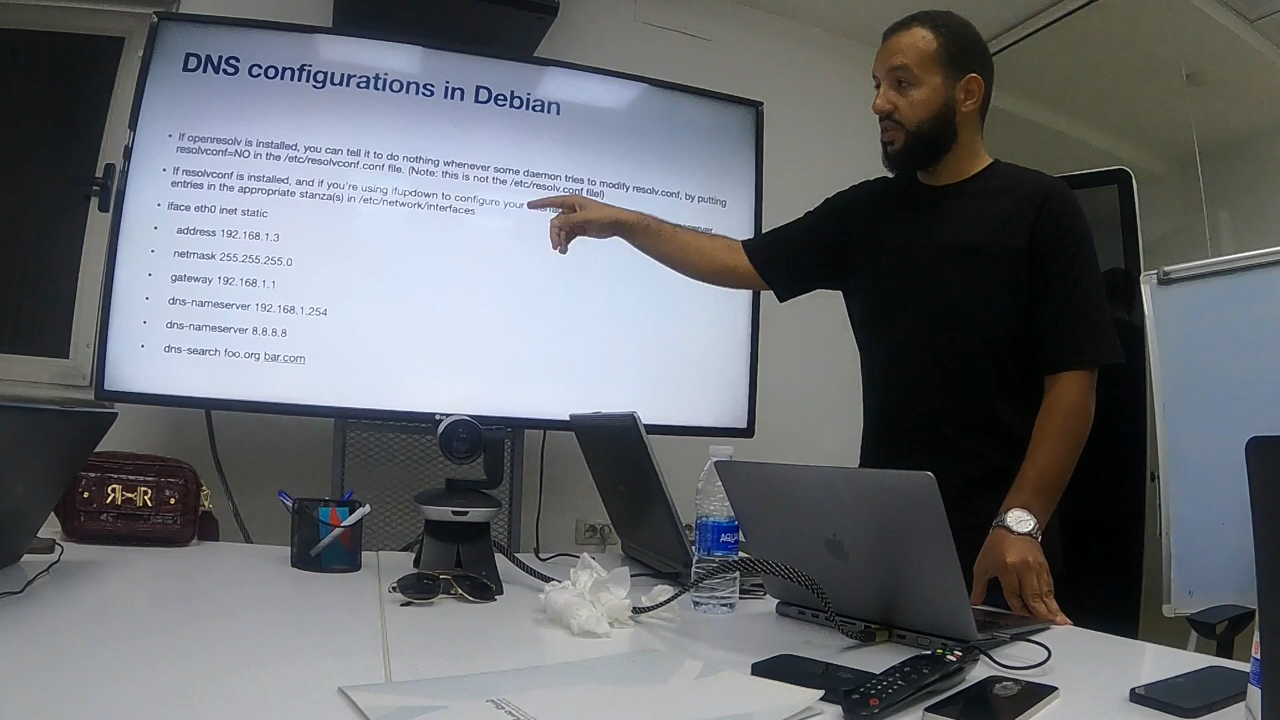 DNS configurations in Debian
• If openresolv is installed, you can tell it to do nothing whenever some daemon tries to modify resolv.conf, by putting
resolvconf=NO in the /etc/resolvconf.conf file. (Note: this is not the /etc/resolv.conf file!)
• If resolvconf is installed, and if you're using ifupdown to configure your
entries in the appropriate stanza(s) in /etc/network/interfaces
• iface eth0 inet static
• address 192.168.1.3
• netmask 255.255.255.0
• gateway 192.168.1.1
• dns-nameserver 192.168.1.254
• dns-nameserver 8.8.8.8
• dns-search foo.org bar.com